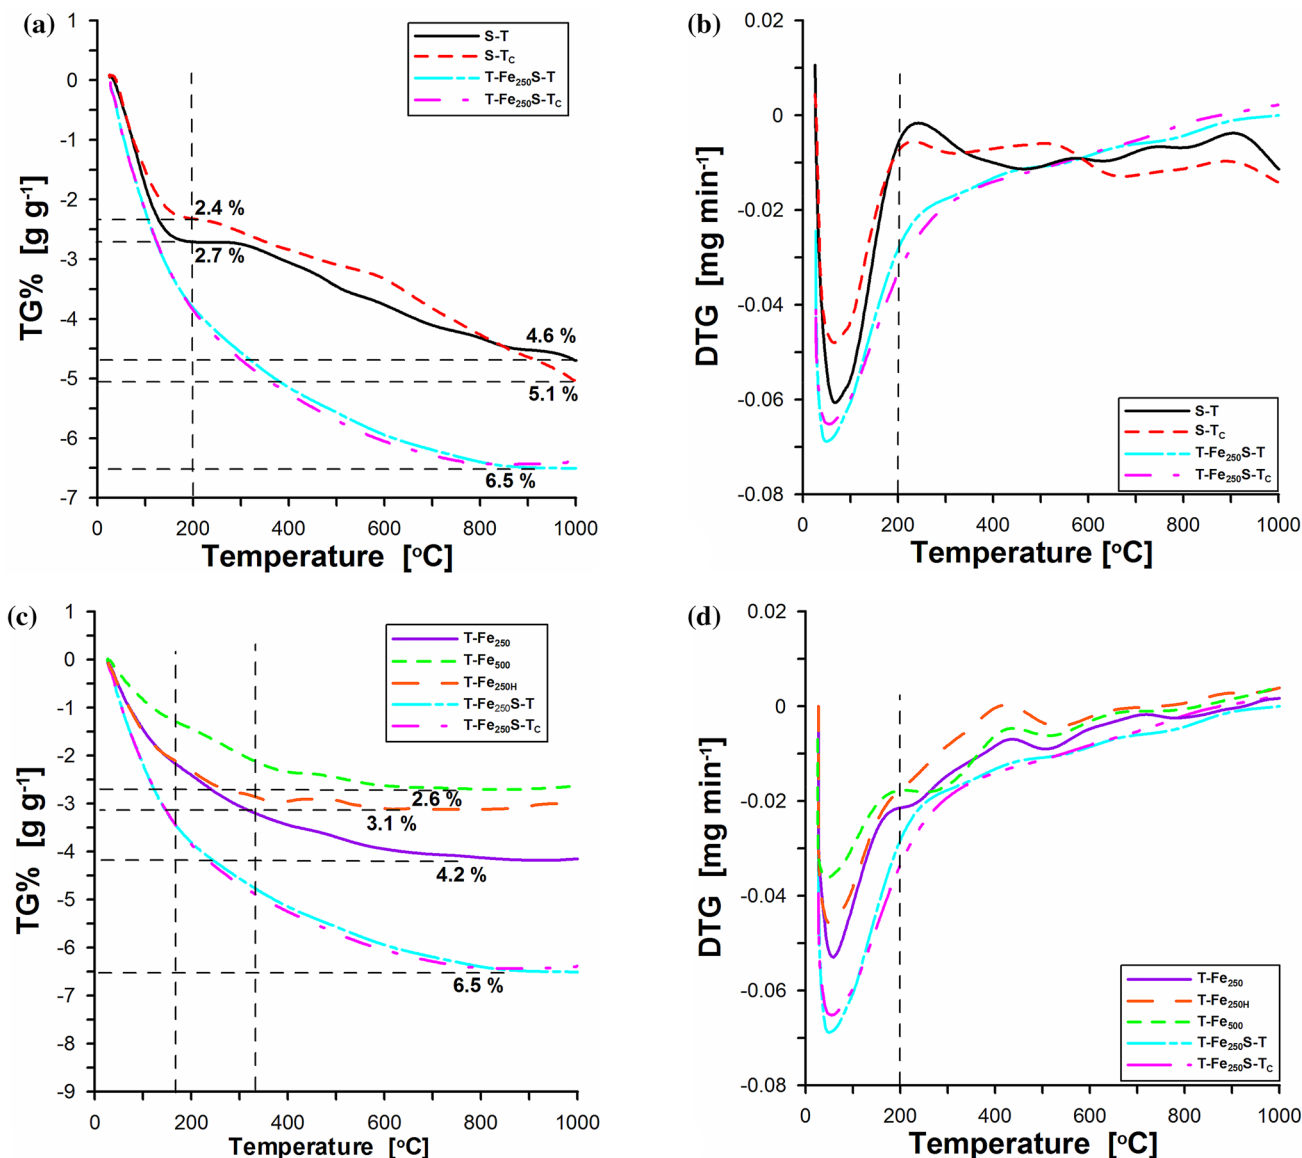 (a)
1
0
-1
-2
-3
-4
-5
-6
-7
TG% [g g⁻¹]
S-T
S-T_C
T-Fe₂₅₀S-T
T-Fe₂₅₀S-T_C
2.4 %
2.7 %
4.6 %
5.1 %
6.5 %
0 200 400 600 800 1000
Temperature [ºC]
(b)
0.02
0
-0.02
-0.04
-0.06
-0.08
DTG [mg min⁻¹]
S-T
S-T_C
T-Fe₂₅₀S-T
T-Fe₂₅₀S-T_C
0 200 400 600 800 1000
Temperature [ºC]
(c)
1
0
-1
-2
-3
-4
-5
-6
-7
-8
-9
TG% [g g⁻¹]
T-Fe₂₅₀
T-Fe₅₀₀
T-Fe₂₅₀H
T-Fe₂₅₀S-T
T-Fe₂₅₀S-T_C
2.6 %
3.1 %
4.2 %
6.5 %
0 200 400 600 800 1000
Temperature [ºC]
(d)
0.02
0
-0.02
-0.04
-0.06
-0.08
DTG [mg min⁻¹]
T-Fe₂₅₀
T-Fe₂₅₀H
T-Fe₅₀₀
T-Fe₂₅₀S-T
T-Fe₂₅₀S-T_C
0 200 400 600 800 1000
Temperature [ºC]